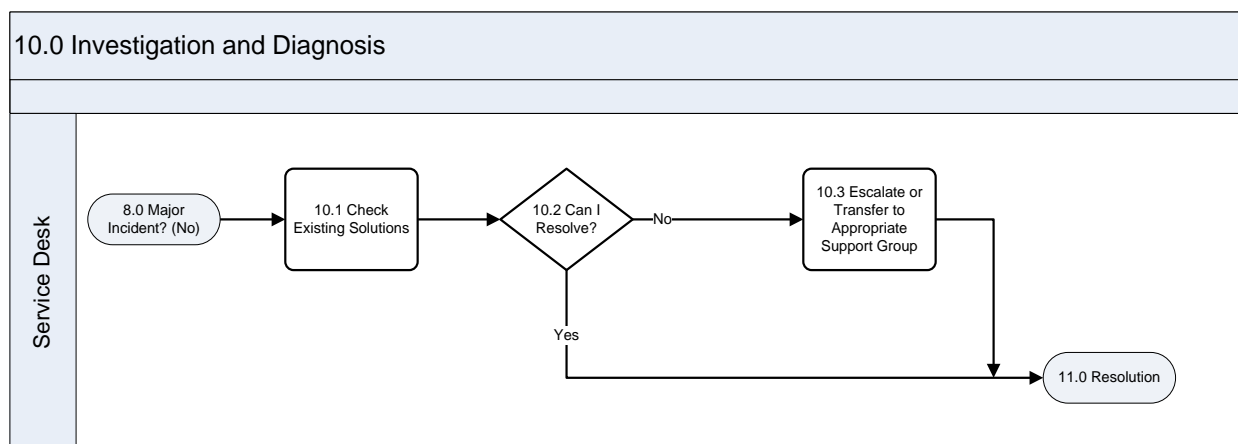 10.0 Investigation and Diagnosis
Service Desk
8.0 Major
Incident? (No)
10.1 Check
Existing Solutions
10.2 Can I
Resolve?
No
10.3 Escalate or
Transfer to
Appropriate
Support Group
Yes
11.0 Resolution